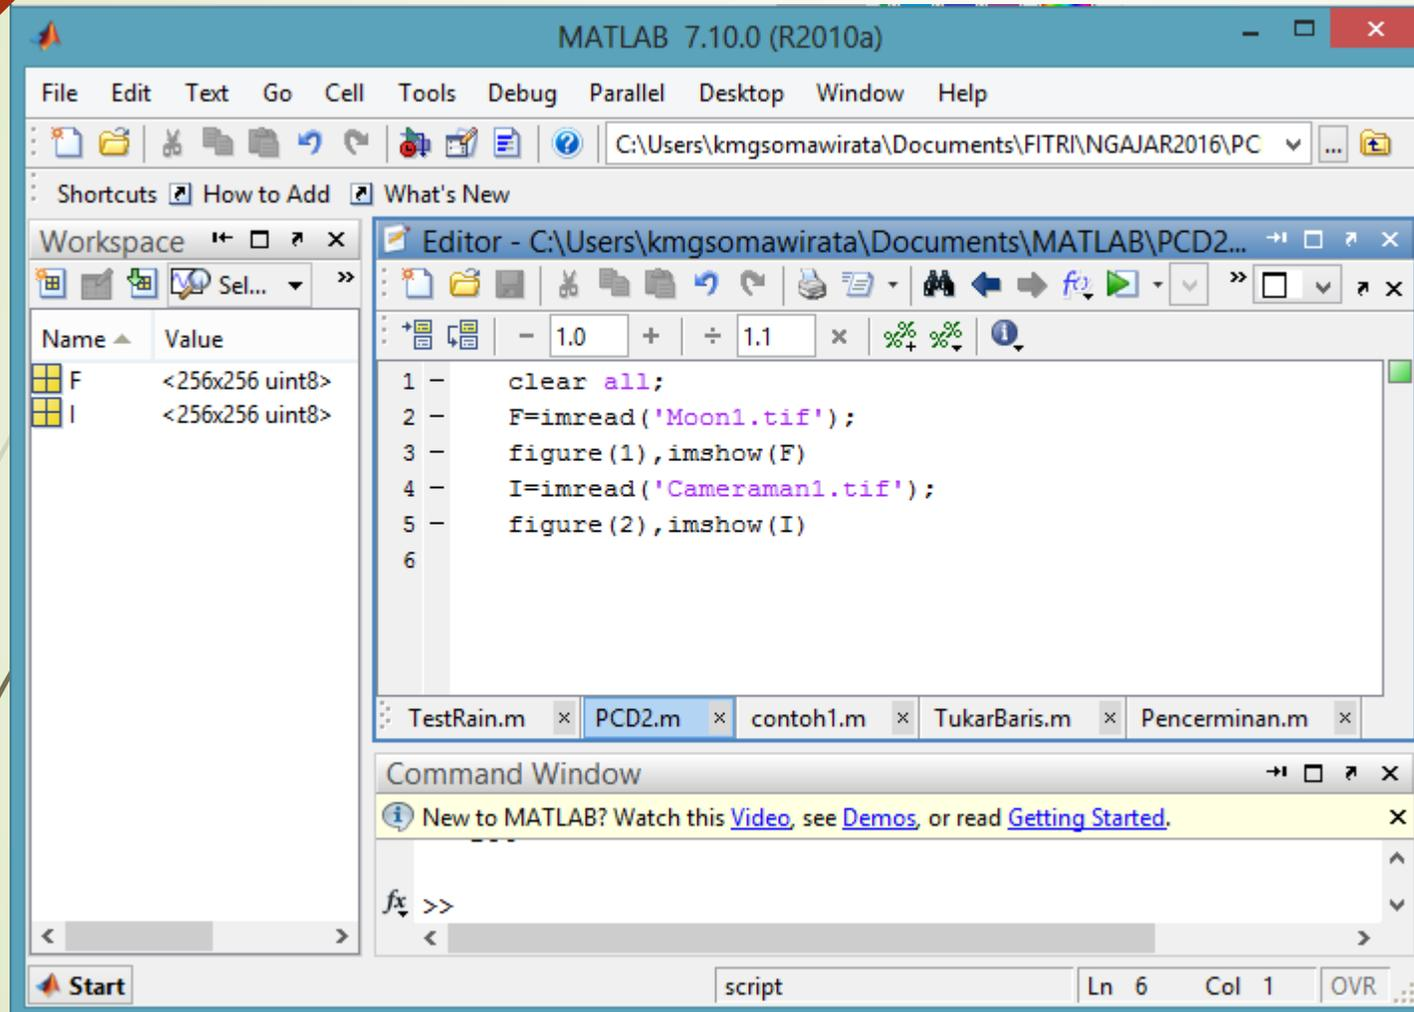 MATLAB 7.10.0 (R2010a)
File Edit Text Go Cell Tools Debug Parallel Desktop Window Help
C:\Users\kmgsomawirata\Documents\FITRI\NGAJAR2016\PC ...
Shortcuts How to Add What's New
Workspace
Sel...
Name Value
F <256x256 uint8>
I <256x256 uint8>
Editor - C:\Users\kmgsomawirata\Documents\MATLAB\PCD2...
- 1.0 + ÷ 1.1 ×
1 - clear all;
2 - F=imread('Moon1.tif');
3 - figure(1),imshow(F)
4 - I=imread('Cameraman1.tif');
5 - figure(2),imshow(I)
6
TestRain.m PCD2.m contoh1.m TukarBaris.m Pencerminan.m
Command Window
New to MATLAB? Watch this Video, see Demos, or read Getting Started.
fx >>
Start script Ln 6 Col 1 OVR